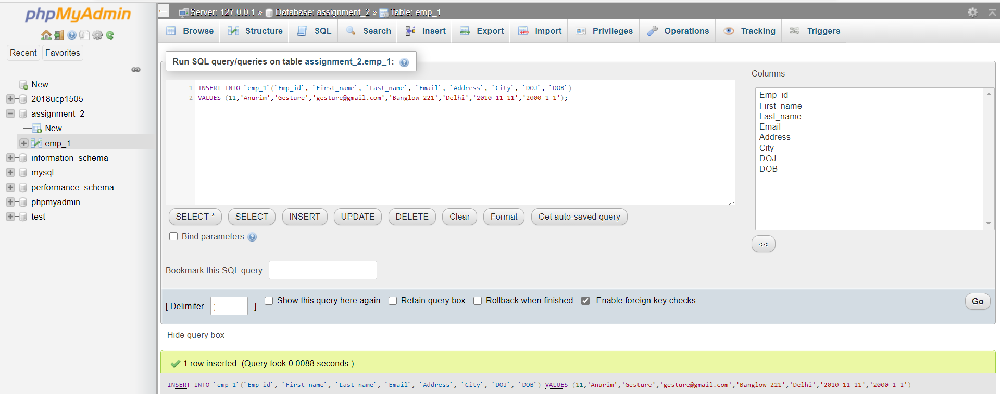 phpMyAdmin
Recent Favorites
New
2018ucp1505
assignment_2
New
emp_1
information_schema
mysql
performance_schema
phpmyadmin
test
Server: 127.0.0.1 » Database: assignment_2 » Table: emp_1
Browse Structure SQL Search Insert Export Import Privileges Operations Tracking Triggers
Run SQL query/queries on table assignment_2.emp_1:
1 INSERT INTO `emp_1`(`Emp_id`, `First_name`, `Last_name`, `Email`, `Address`, `City`, `DOJ`, `DOB`)
2 VALUES (11,'Anurim','Gesture','gesture@gmail.com','Banglow-221','Delhi','2010-11-11','2000-1-1');
Columns
Emp_id
First_name
Last_name
Email
Address
City
DOJ
DOB
<<
SELECT * SELECT INSERT UPDATE DELETE Clear Format Get auto-saved query
Bind parameters
Bookmark this SQL query:
[ Delimiter ; ] Show this query here again Retain query box Rollback when finished Enable foreign key checks Go
Hide query box
1 row inserted. (Query took 0.0088 seconds.)
INSERT INTO `emp_1`(`Emp_id`, `First_name`, `Last_name`, `Email`, `Address`, `City`, `DOJ`, `DOB`) VALUES (11,'Anurim','Gesture','gesture@gmail.com','Banglow-221','Delhi','2010-11-11','2000-1-1')